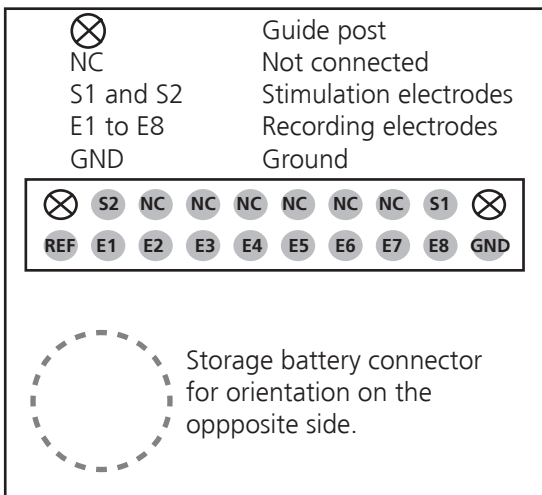 Guide post
NC Not connected
S1 and S2 Stimulation electrodes
E1 to E8 Recording electrodes
GND Ground
S2 NC NC NC NC NC NC S1
REF E1 E2 E3 E4 E5 E6 E7 E8 GND
Storage battery connector
for orientation on the
oppposite side.